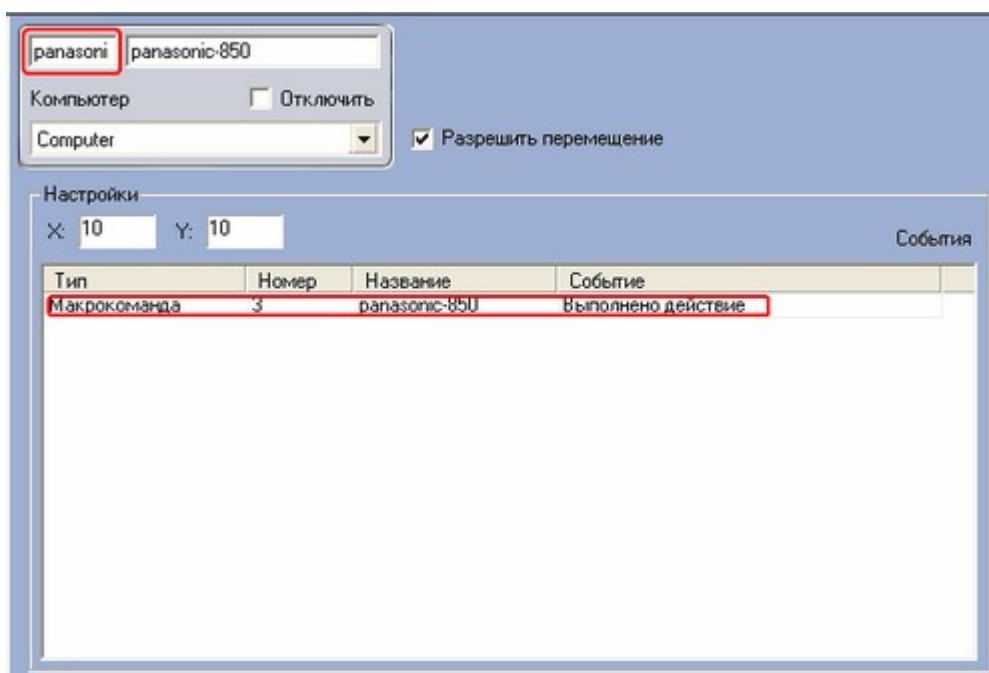 panasoni panasonic-850
Компьютер Отключить
Computer Разрешить перемещение
Настройки
X: 10 Y: 10 События
Тип Номер Название Событие
Макрокоманда 3 panasonic-850 Выполнено действие